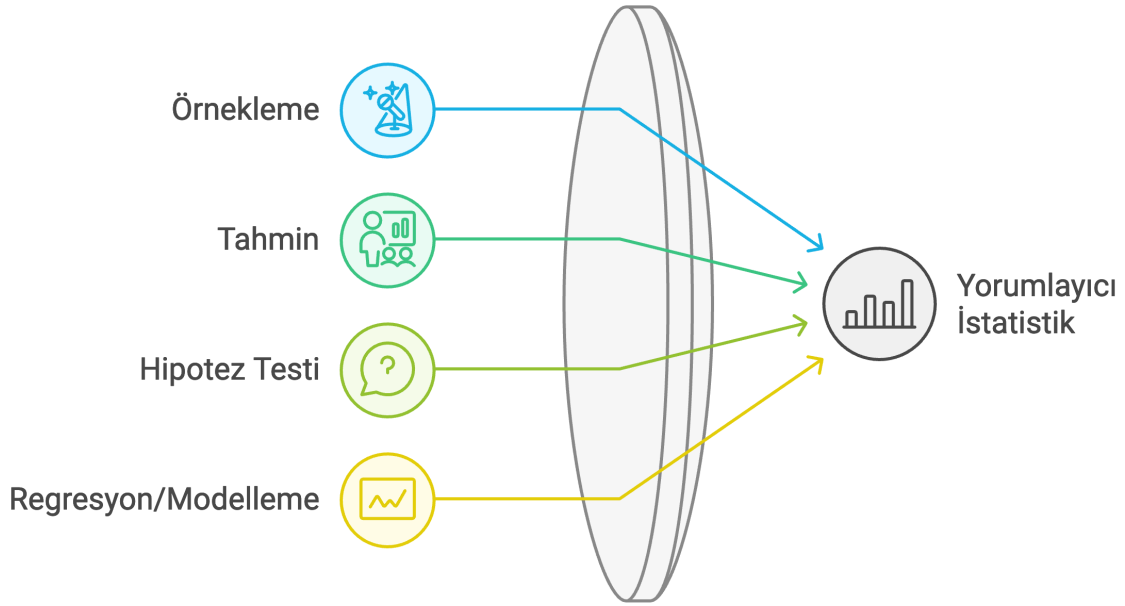 Örnekleme
Tahmin
Hipotez Testi
Regresyon/Modelleme
Yorumlayıcı
İstatistik